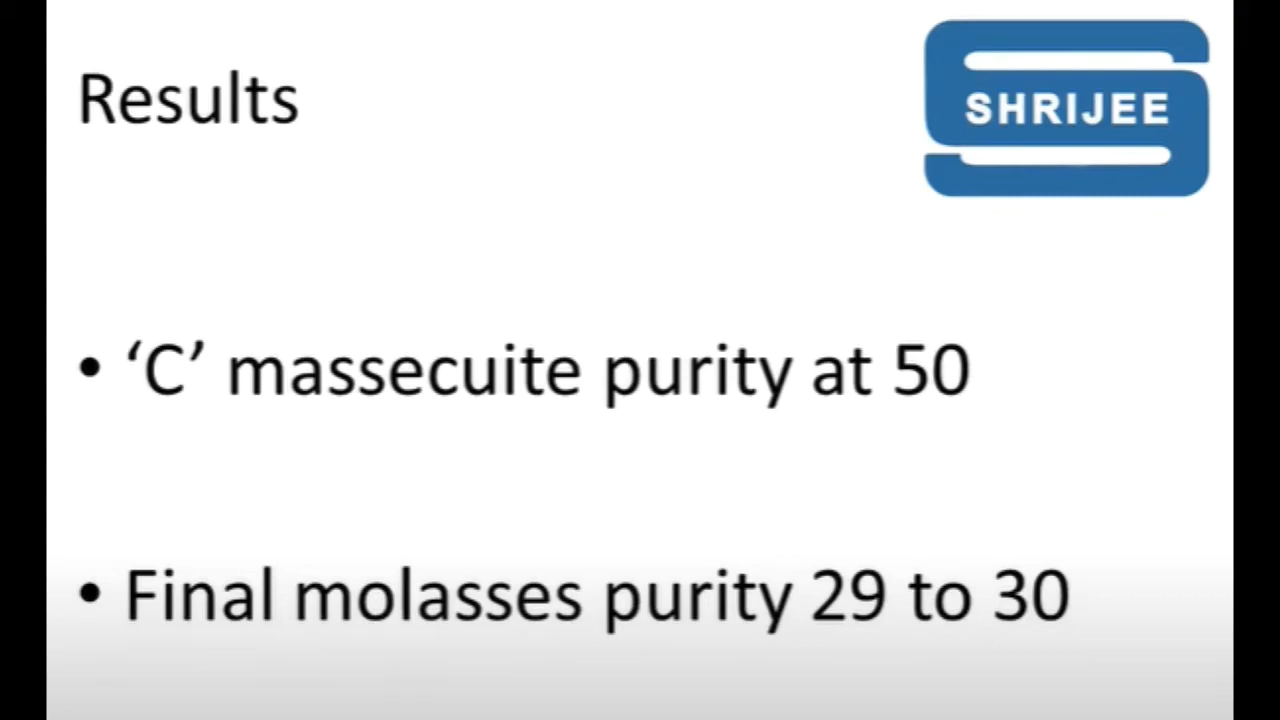 Results
SHRIJEE
• ‘C’ massecuite purity at 50
• Final molasses purity 29 to 30